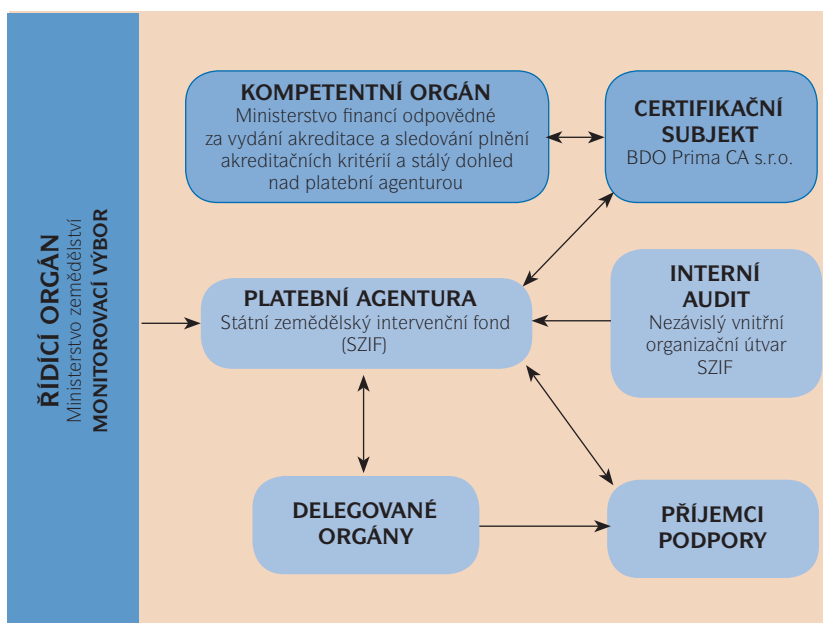 ŘÍDÍCÍ ORGÁN
Ministerstvo zemědělství
MONITOROVACÍ VÝBOR
KOMPETENTNÍ ORGÁN
Ministerstvo financí odpovědné
za vydání akreditace a sledování plnění
akreditačních kritérií a stálý dohled
nad platební agenturou
CERTIFIKAČNÍ
SUBJEKT
BDO Prima CA s.r.o.
PLATEBNÍ AGENTURA
Státní zemědělský intervenční fond
(SZIF)
INTERNÍ
AUDIT
Nezávislý vnitřní
organizační útvar
SZIF
DELEGOVANÉ
ORGÁNY
PŘÍJEMCI
PODPORY